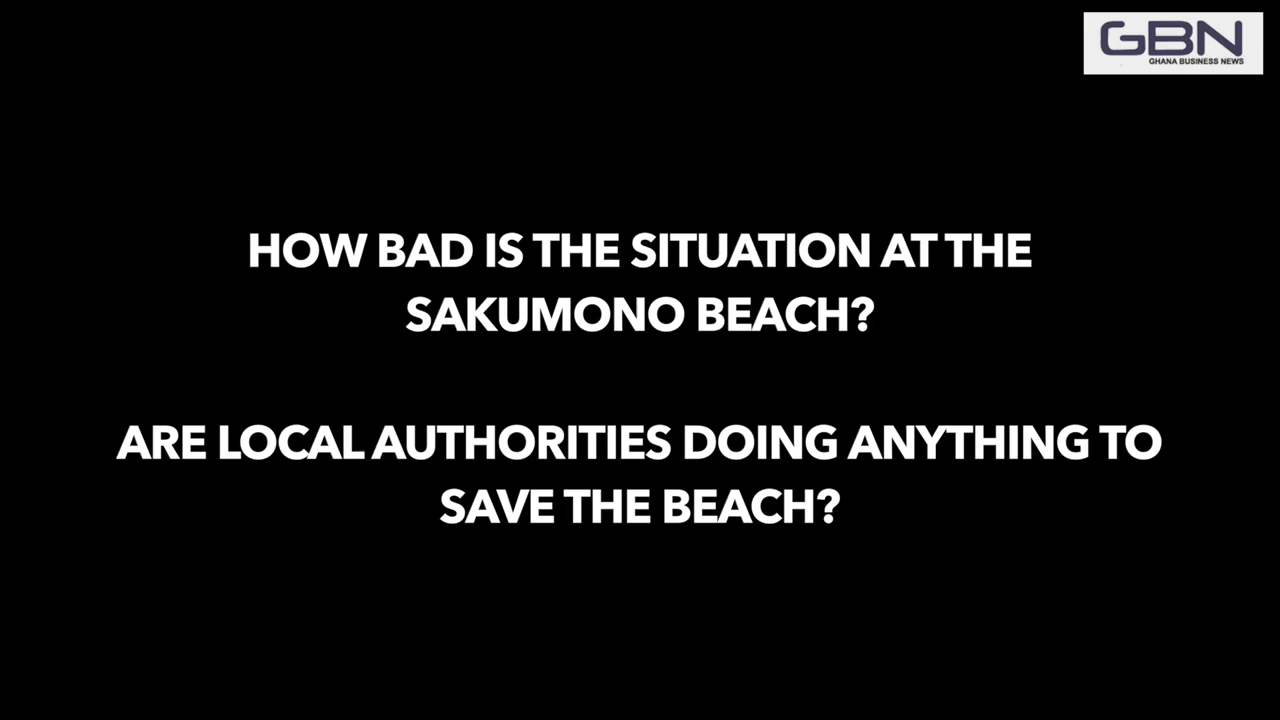 GBN
GHANA BUSINESS NEWS
HOW BAD IS THE SITUATION AT THE
SAKUMONO BEACH?
ARE LOCAL AUTHORITIES DOING ANYTHING TO
SAVE THE BEACH?